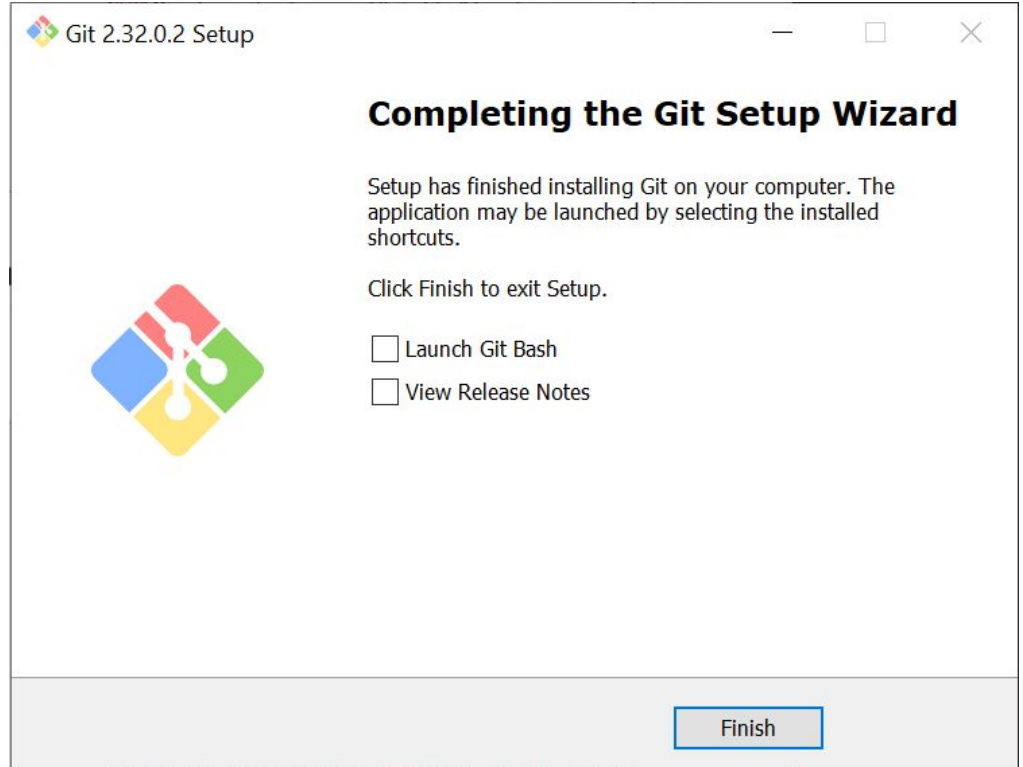 Git 2.32.0.2 Setup
Completing the Git Setup Wizard
Setup has finished installing Git on your computer. The
application may be launched by selecting the installed
shortcuts.
Click Finish to exit Setup.
Launch Git Bash
View Release Notes
Finish